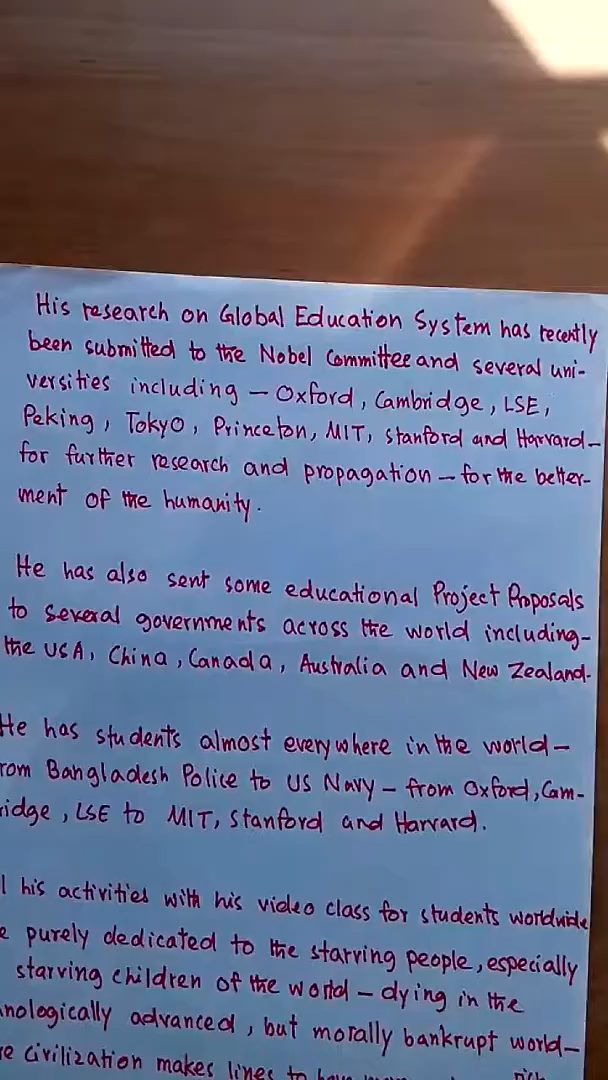 His research on Global Education System has recently
been submitted to the Nobel Committee and several uni-
versities including – Oxford, Cambridge, LSE,
Peking, Tokyo, Princeton, MIT, Stanford and Harvard –
for further research and propagation – for the better-
ment of the humanity.
He has also sent some educational Project Proposals
to several governments across the world including –
the USA, China, Canada, Australia and New Zealand.
He has students almost everywhere in the world –
rom Bangladesh Police to US Navy – from Oxford, Cam-
ridge, LSE to MIT, Stanford and Harvard.
l his activities with his video class for students worldwide
e purely dedicated to the starving people, especially
starving children of the world – dying in the
nologically advanced, but morally bankrupt world –
re civilization makes lines to have